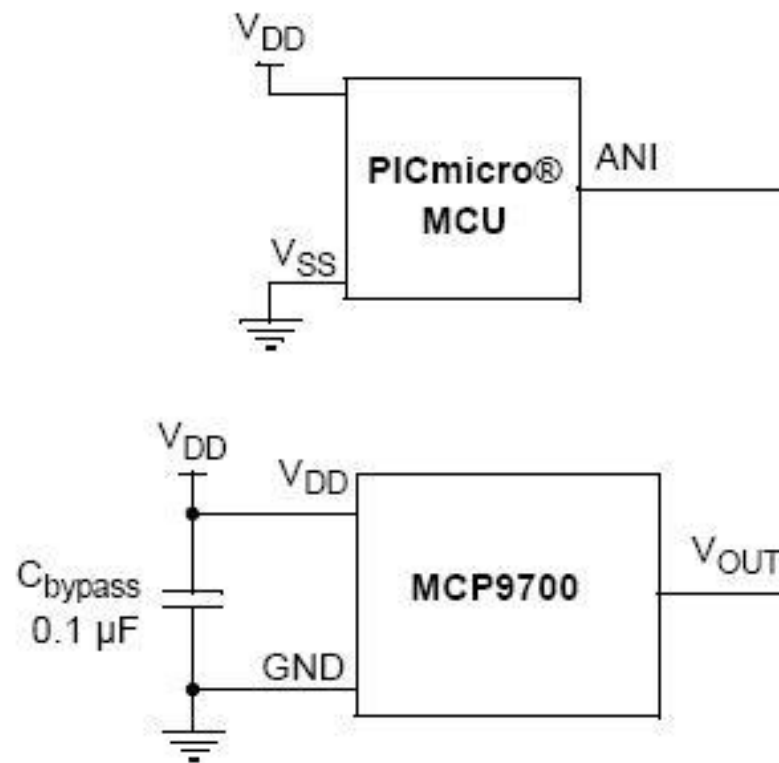 VDD
PICmicro®
MCU
ANI
VSS
VDD
VDD
Cbypass
0.1 µF
MCP9700
VOUT
GND